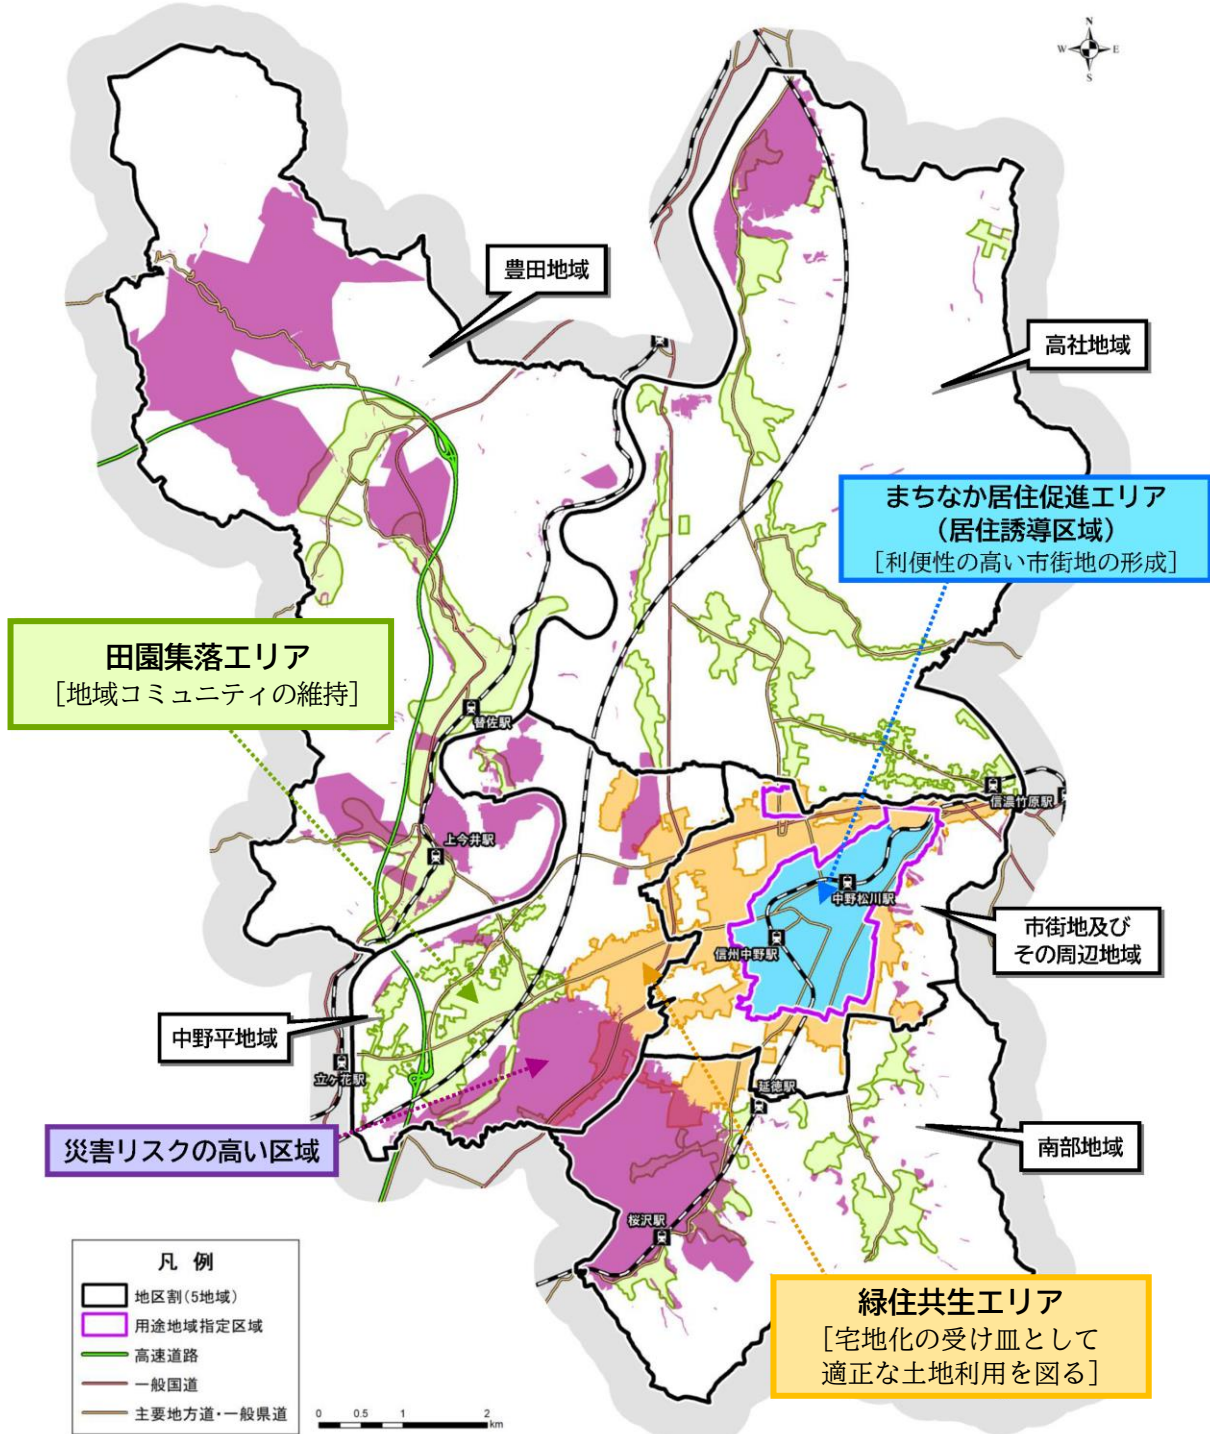 N
W E
S
豊田地域
高社地域
まちなか居住促進エリア
(居住誘導区域)
[利便性の高い市街地の形成]
田園集落エリア
[地域コミュニティの維持]
替佐駅
信濃竹原駅
上今井駅
中野松川駅
市街地及び
その周辺地域
信州中野駅
中野平地域
立ヶ花駅
延徳駅
災害リスクの高い区域
南部地域
桜沢駅
緑住共生エリア
[宅地化の受け皿として
適正な土地利用を図る]
凡 例
地区割(5地域)
用途地域指定区域
高速道路
一般国道
主要地方道・一般県道
0 0.5 1 2
km